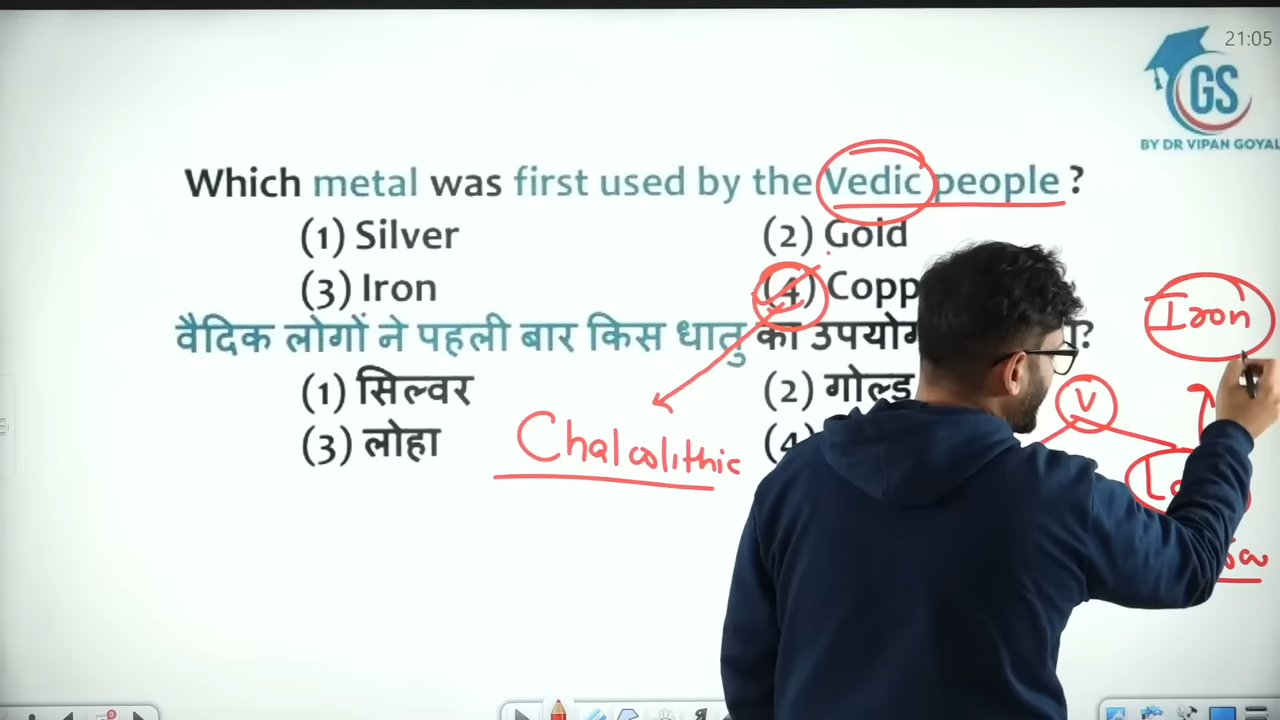 21:05
GS
BY DR VIPAN GOYAL
Which metal was first used by the Vedic people ?
(1) Silver (2) Gold
(3) Iron (4)
Iron
वैदिक लोगों ने पहली बार किस धातु का
(1) सिल्वर (2) गोल्ड
V
(3) लोहा (4)
Chalcolithic